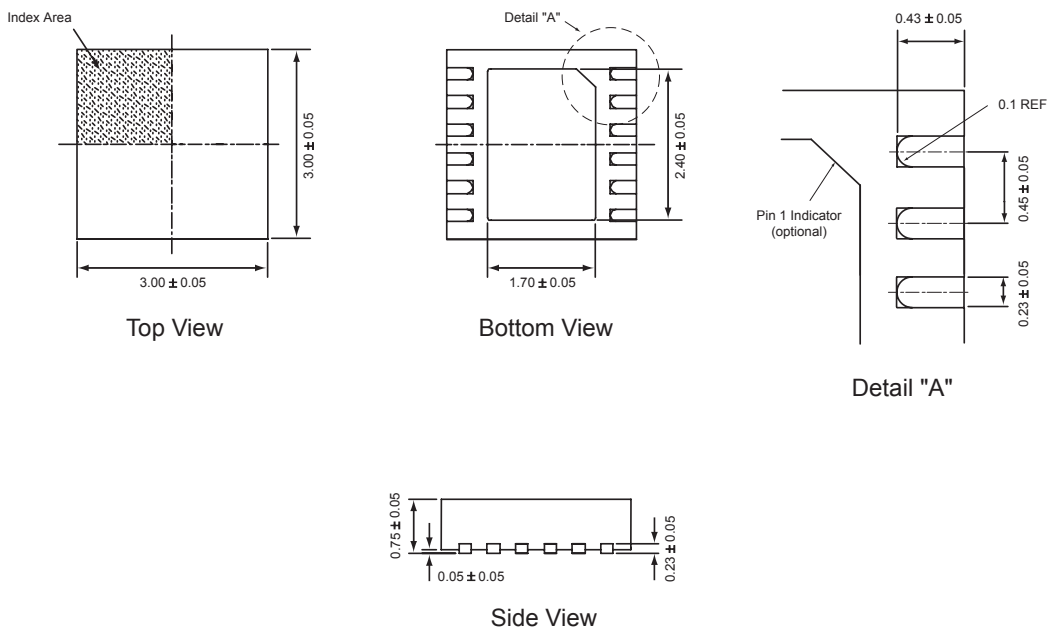 Index Area
3.00 ± 0.05
3.00 ± 0.05
Top View
Detail "A"
2.40 ± 0.05
1.70 ± 0.05
Bottom View
0.43 ± 0.05
0.1 REF
0.45 ± 0.05
Pin 1 Indicator
(optional)
0.23 ± 0.05
Detail "A"
0.75 ± 0.05
0.05 ± 0.05
0.23 ± 0.05
Side View